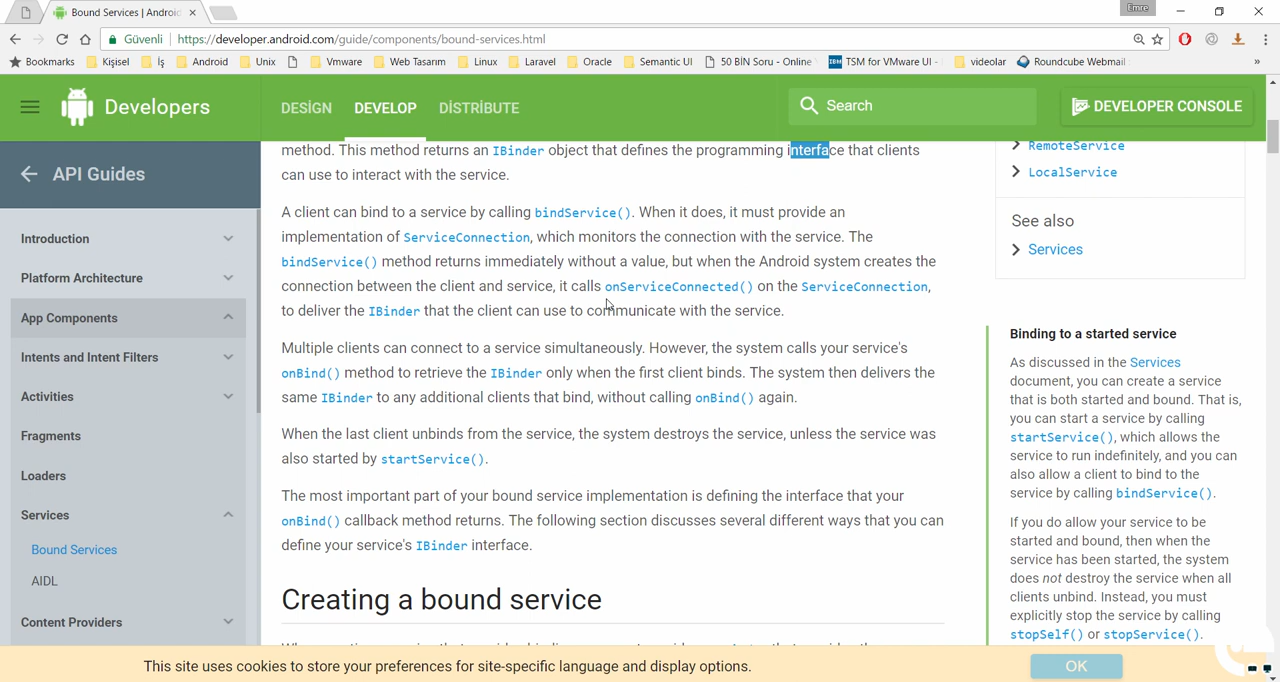 Bound Services | Android
Emre
Güvenli
https://developer.android.com/guide/components/bound-services.html
Bookmarks Kişisel İş Android Unix Vmware Web Tasarım Linux Laravel Oracle Semantic UI 50 BİN Soru - Online TSM for VMware UI - videolar Roundcube Webmail »
Developers
DESİGN DEVELOP DİSTRİBUTE
Search
DEVELOPER CONSOLE
API Guides
Introduction
Platform Architecture
App Components
Intents and Intent Filters
Activities
Fragments
Loaders
Services
Bound Services
AIDL
Content Providers
method. This method returns an IBinder object that defines the programming interface that clients
can use to interact with the service.
A client can bind to a service by calling bindService(). When it does, it must provide an
implementation of ServiceConnection, which monitors the connection with the service. The
bindService() method returns immediately without a value, but when the Android system creates the
connection between the client and service, it calls onServiceConnected() on the ServiceConnection,
to deliver the IBinder that the client can use to communicate with the service.
Multiple clients can connect to a service simultaneously. However, the system calls your service's
onBind() method to retrieve the IBinder only when the first client binds. The system then delivers the
same IBinder to any additional clients that bind, without calling onBind() again.
When the last client unbinds from the service, the system destroys the service, unless the service was
also started by startService().
The most important part of your bound service implementation is defining the interface that your
onBind() callback method returns. The following section discusses several different ways that you can
define your service's IBinder interface.
Creating a bound service
RemoteService
LocalService
See also
Services
Binding to a started service
As discussed in the Services
document, you can create a service
that is both started and bound. That is,
you can start a service by calling
startService(), which allows the
service to run indefinitely, and you can
also allow a client to bind to the
service by calling bindService().
If you do allow your service to be
started and bound, then when the
service has been started, the system
does not destroy the service when all
clients unbind. Instead, you must
explicitly stop the service by calling
stopSelf() or stopService().
This site uses cookies to store your preferences for site-specific language and display options.
OK